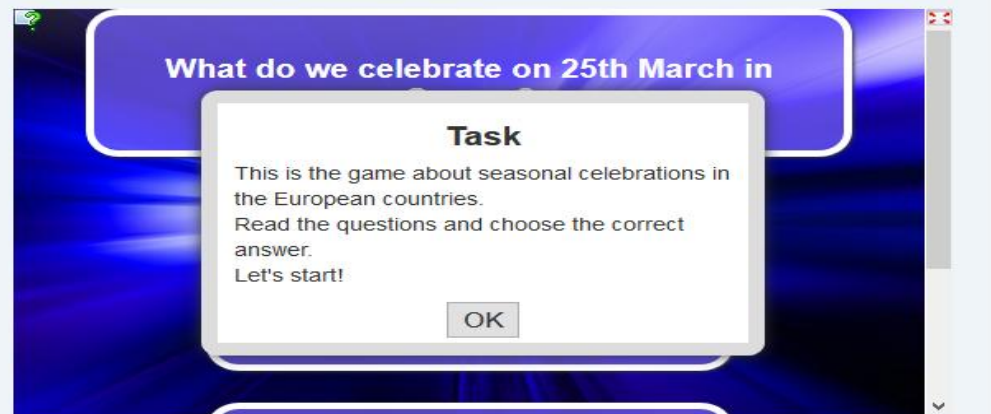 What do we celebrate on 25th March in
Task
This is the game about seasonal celebrations in
the European countries.
Read the questions and choose the correct
answer.
Let's start!
OK